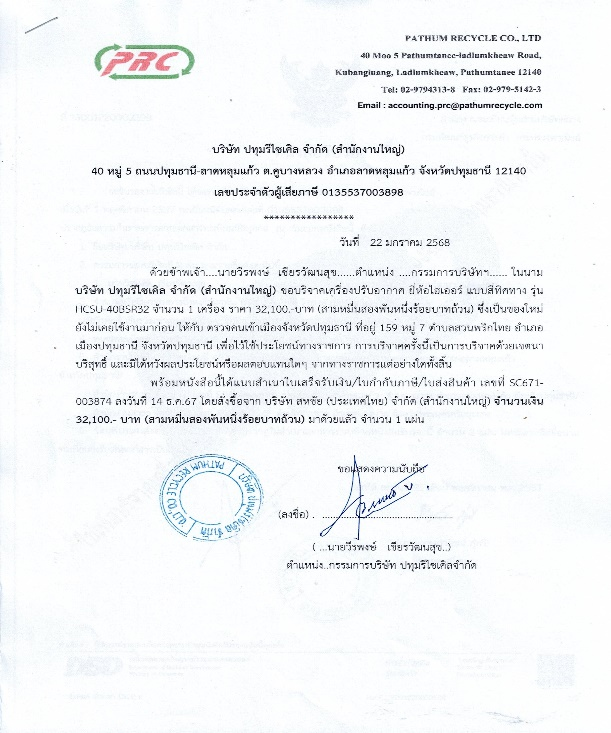 PRC
PATHUM RECYCLE CO., LTD
40 Moo 5 Pathumtanee-ladlumkheaw Road,
Kubangluang, Ladlumkheaw, Pathumtanee 12140
Tel: 02-9794313-8 Fax: 02-979-5142-3
Email : accounting.prc@pathumrecycle.com
บริษัท ปทุมรีไซเคิล จำกัด (สำนักงานใหญ่)
40 หมู่ 5 ถนนปทุมธานี-ลาดหลุมแก้ว ต.คูบางหลวง อำเภอลาดหลุมแก้ว จังหวัดปทุมธานี 12140
เลขประจำตัวผู้เสียภาษี 0135537003898
*****************
วันที่ 22 มกราคม 2568
ด้วยข้าพเจ้า....นายวีรพงษ์ เขียรวัฒนสุข......ตำแหน่ง ....กรรมการบริษัทฯ...... ในนาม
บริษัท ปทุมรีไซเคิล จำกัด (สำนักงานใหญ่) ขอบริจาคเครื่องปรับอากาศ ยี่ห้อไฮเออร์ แบบสี่ทิศทาง รุ่น
HCSU-40BSR32 จำนวน 1 เครื่อง ราคา 32,100.-บาท (สามหมื่นสองพันหนึ่งร้อยบาทถ้วน) ซึ่งเป็นของใหม่
ยังไม่เคยใช้งานมาก่อน ให้กับ ตรวจคนเข้าเมืองจังหวัดปทุมธานี ที่อยู่ 159 หมู่ 7 ตำบลสวนพริกไทย อำเภอ
เมืองปทุมธานี จังหวัดปทุมธานี เพื่อไว้ใช้ประโยชน์ทางราชการ การบริจาคครั้งนี้เป็นการบริจาคด้วยเจตนา
บริสุทธิ์ และมิได้หวังผลประโยชน์หรือผลตอบแทนใดๆ จากทางราชการแต่อย่างใดทั้งสิ้น
พร้อมหนังสือนี้ได้แนบสำเนาใบเสร็จรับเงิน/ใบกำกับภาษี/ใบส่งสินค้า เลขที่ SC671-
003874 ลงวันที่ 14 ธ.ค.67 โดยสั่งซื้อจาก บริษัท สหชัย (ประเทศไทย) จำกัด (สำนักงานใหญ่) จำนวนเงิน
32,100.- บาท (สามหมื่นสองพันหนึ่งร้อยบาทถ้วน) มาด้วยแล้ว จำนวน 1 แผ่น
ขอแสดงความนับถือ
PATHUM RECYCLE CO.,LTD.
บริษัท ปทุมรีไซเคิล จำกัด
(ลงชื่อ) . ................................................
( ...นายวีรพงษ์ เขียรวัฒนสุข..)
ตำแหน่ง..กรรมการบริษัท ปทุมรีไซเคิลจำกัด